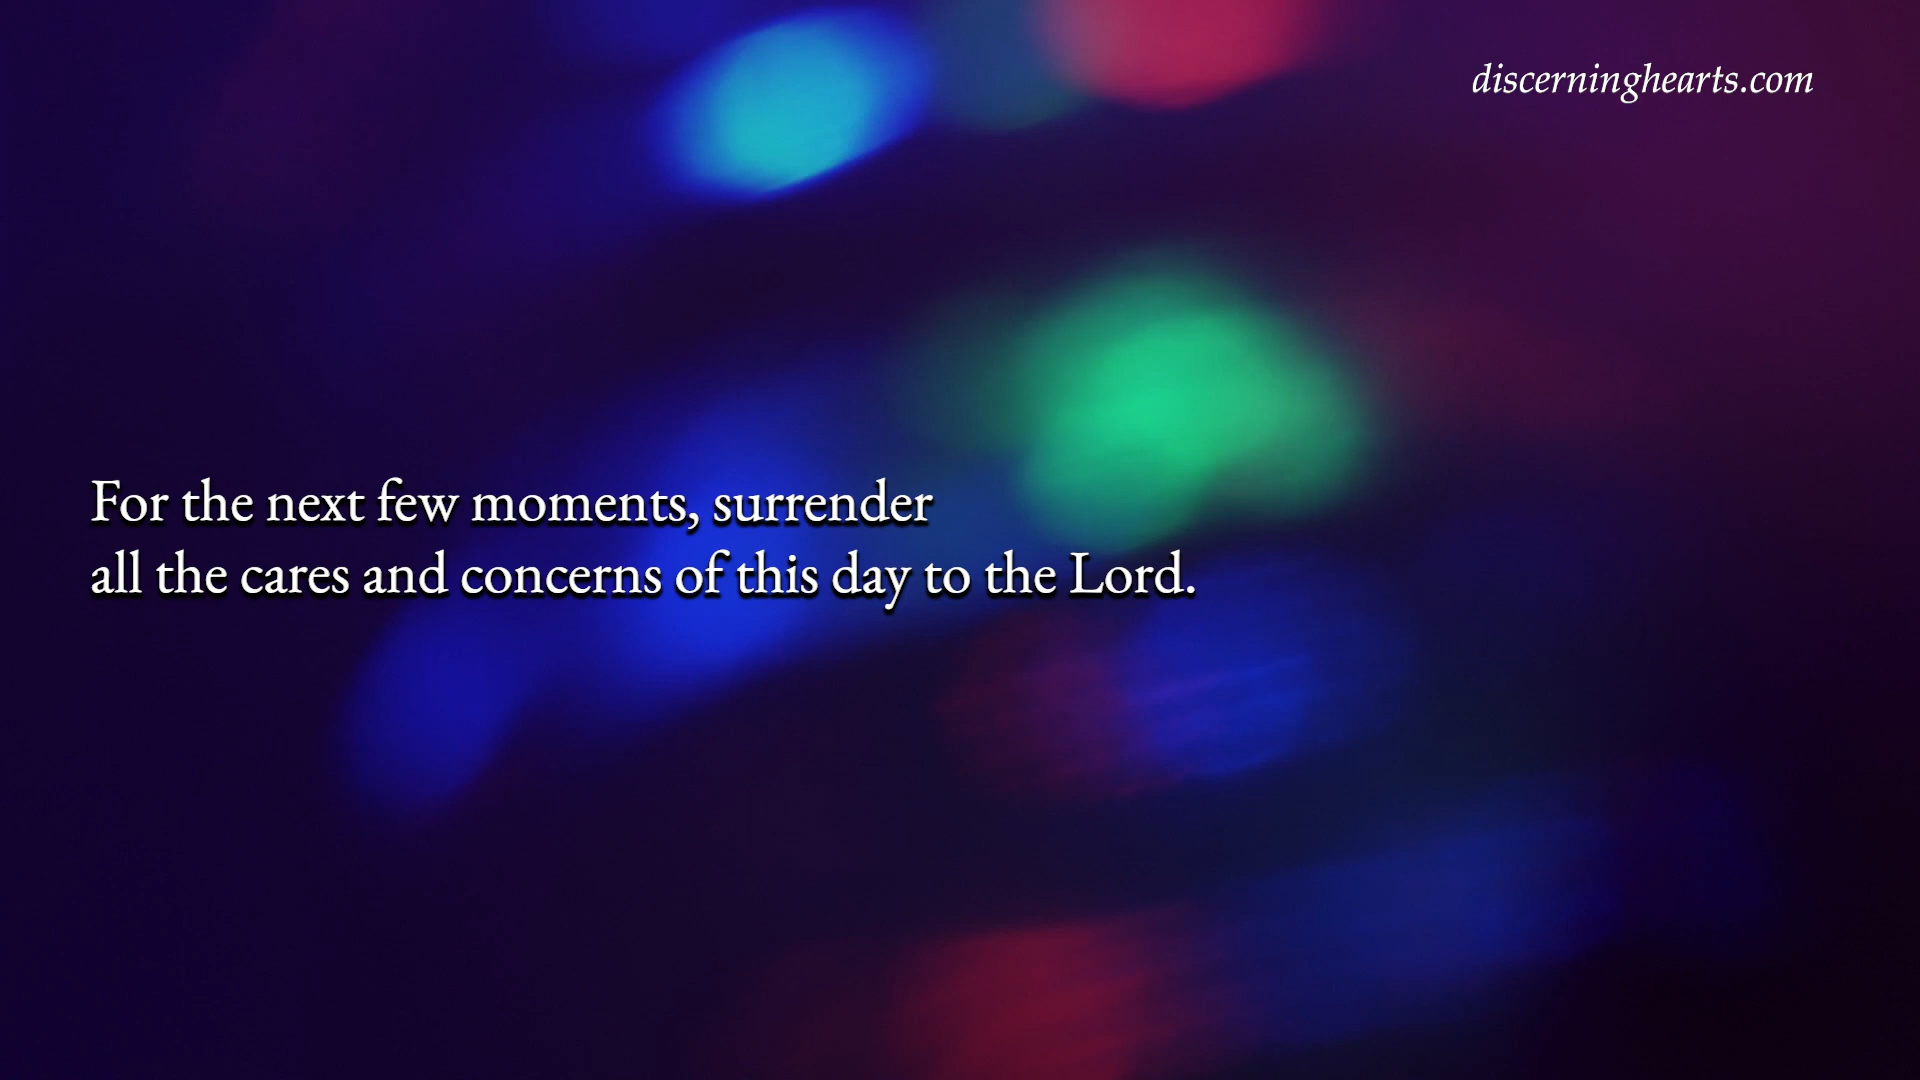 discerninghearts.com
For the next few moments, surrender
all the cares and concerns of this day to the Lord.